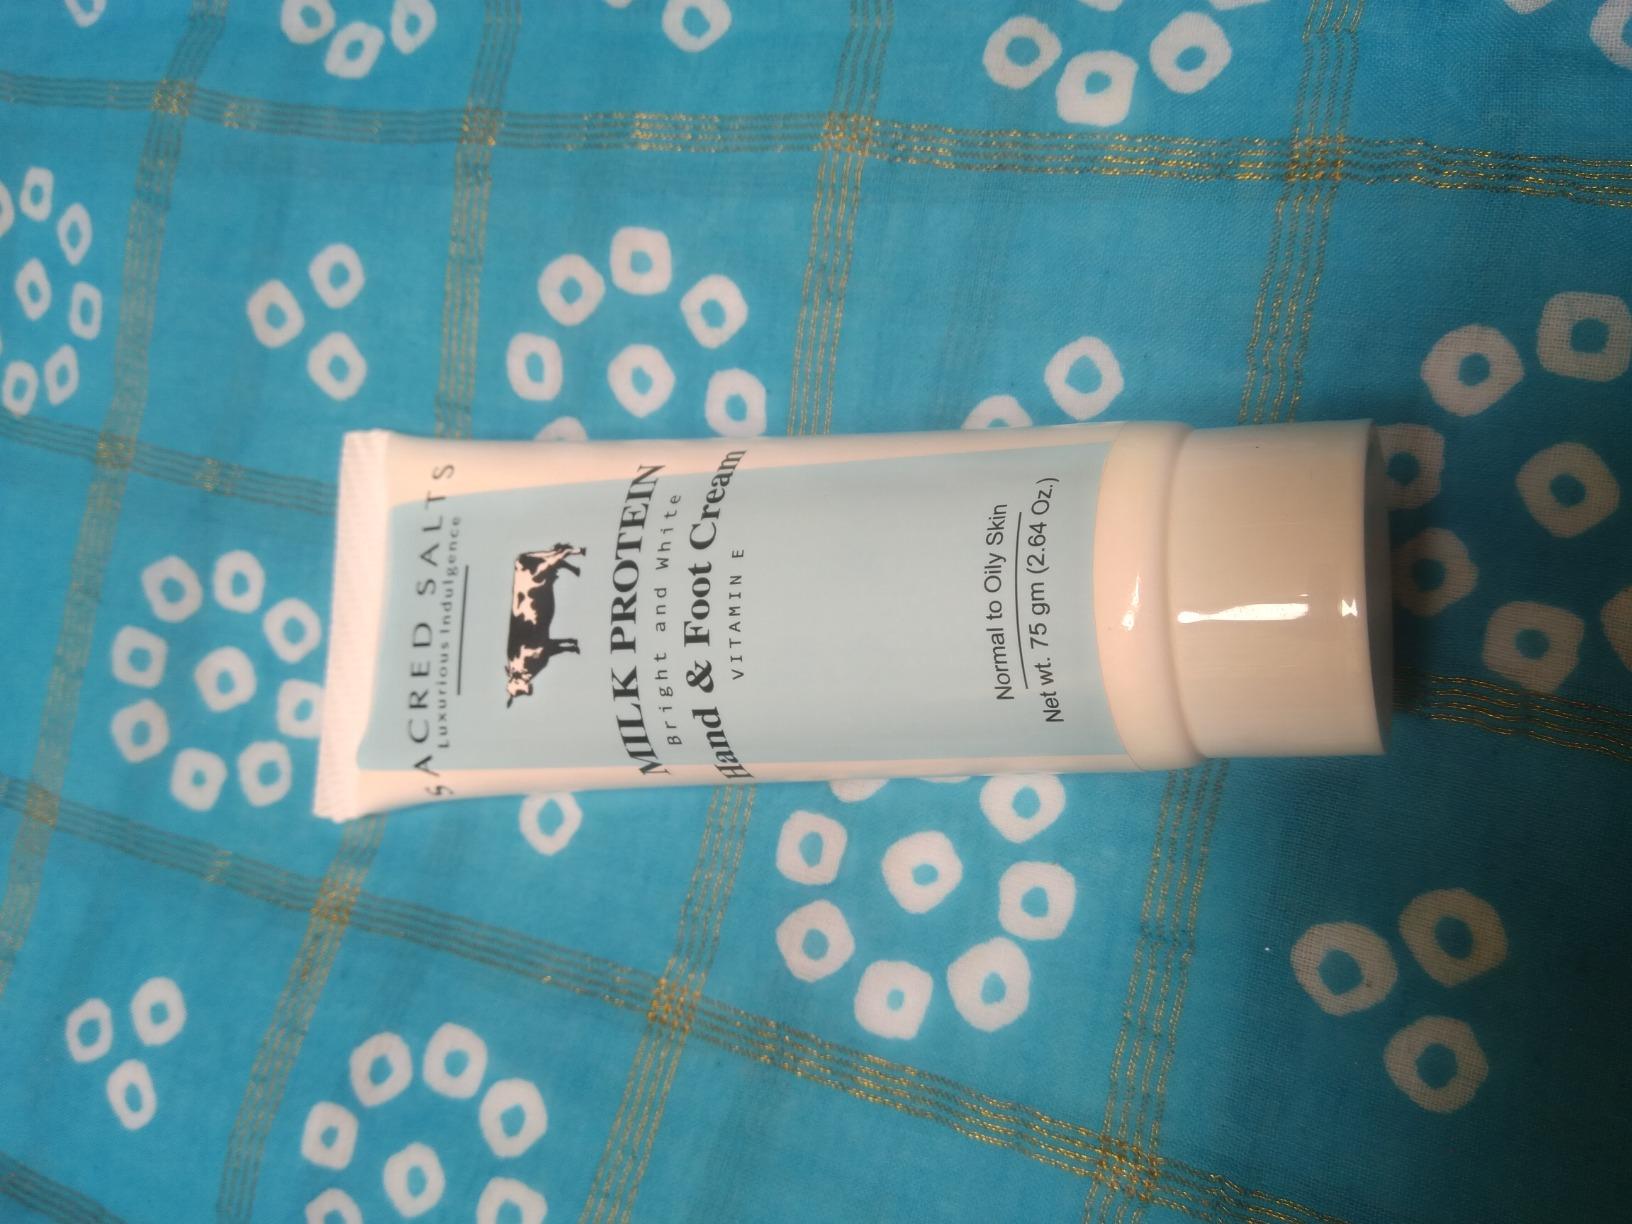 SACRED SALTS
Luxurious Indulgence
MILK PROTEIN
Bright and White
Hand & Foot Cream
VITAMIN E
Normal to Oily Skin
Net wt. 75 gm (2.64 Oz.)